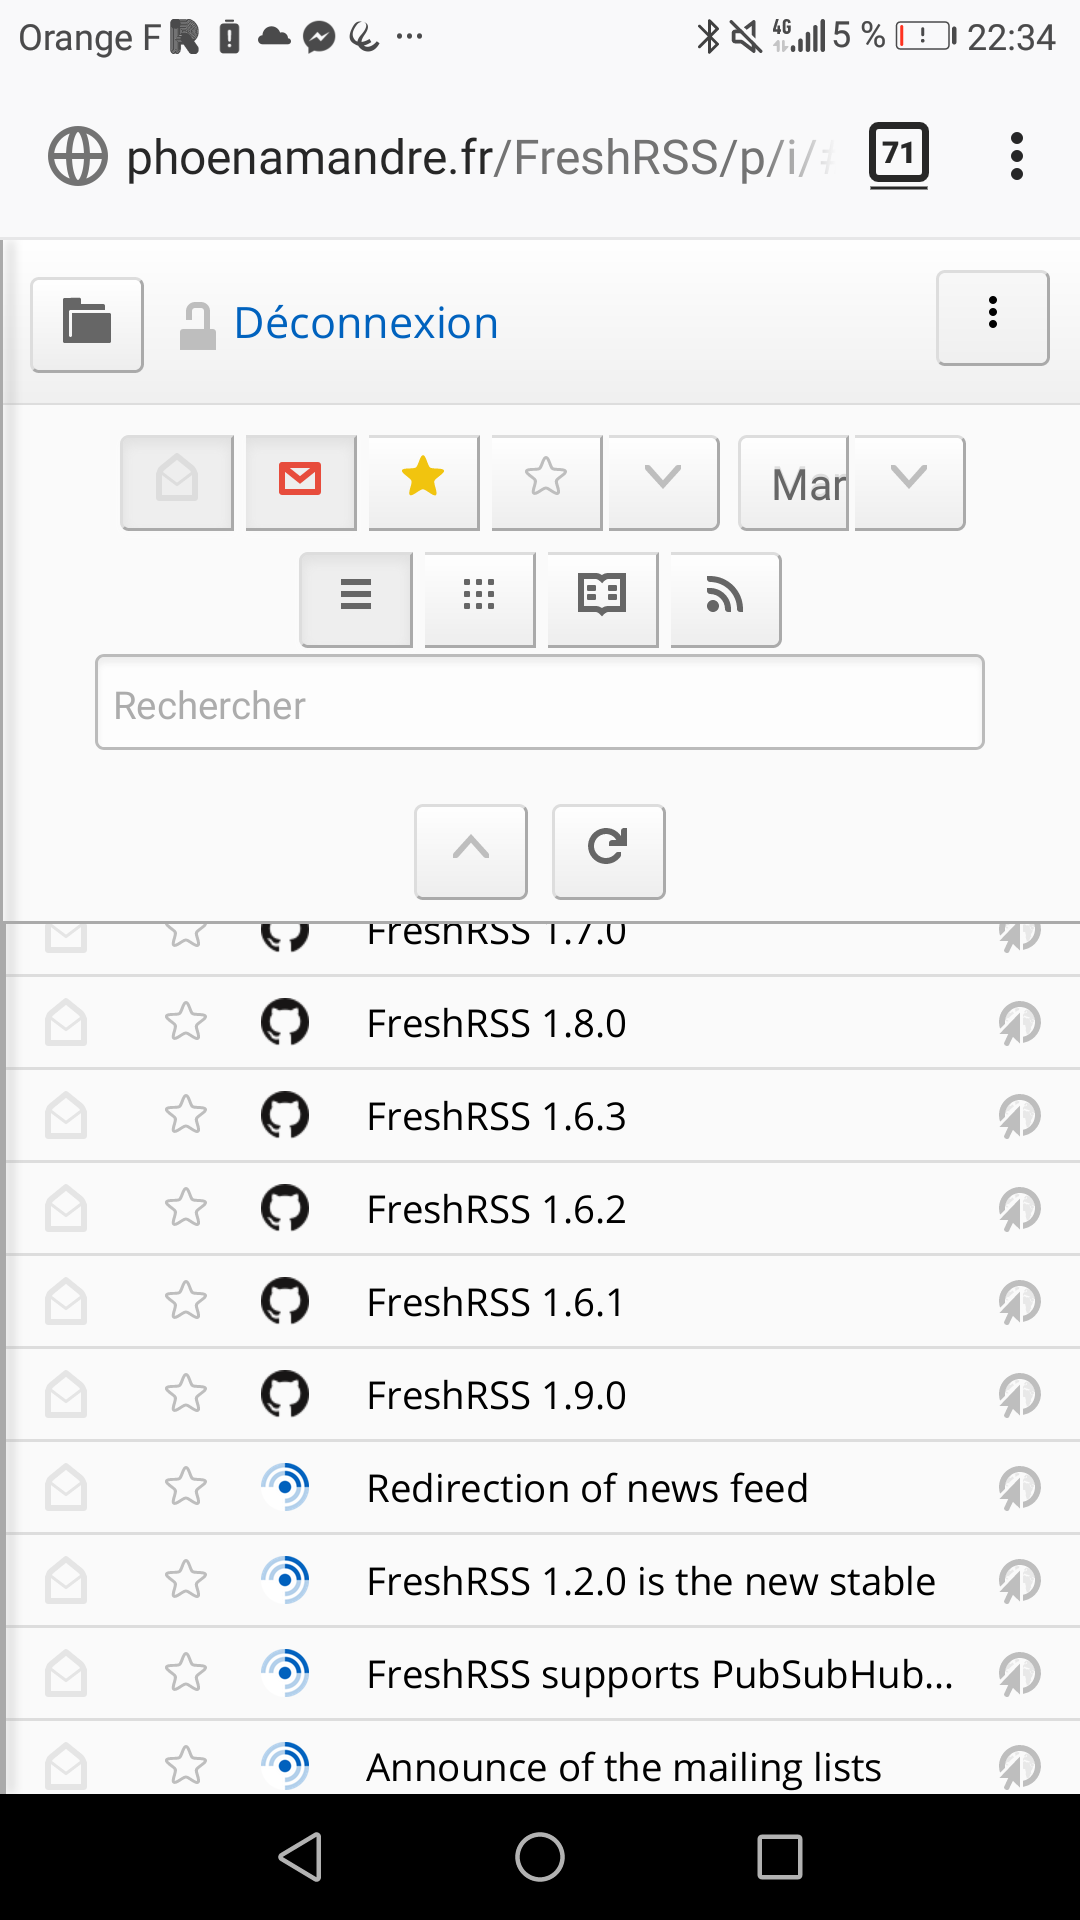 Orange F 4G 5 % 22:34
phoenamandre.fr/FreshRSS/p/i/# 71
Déconnexion
Mar
Rechercher
FreshRSS 1.7.0
FreshRSS 1.8.0
FreshRSS 1.6.3
FreshRSS 1.6.2
FreshRSS 1.6.1
FreshRSS 1.9.0
Redirection of news feed
FreshRSS 1.2.0 is the new stable
FreshRSS supports PubSubHub...
Announce of the mailing lists